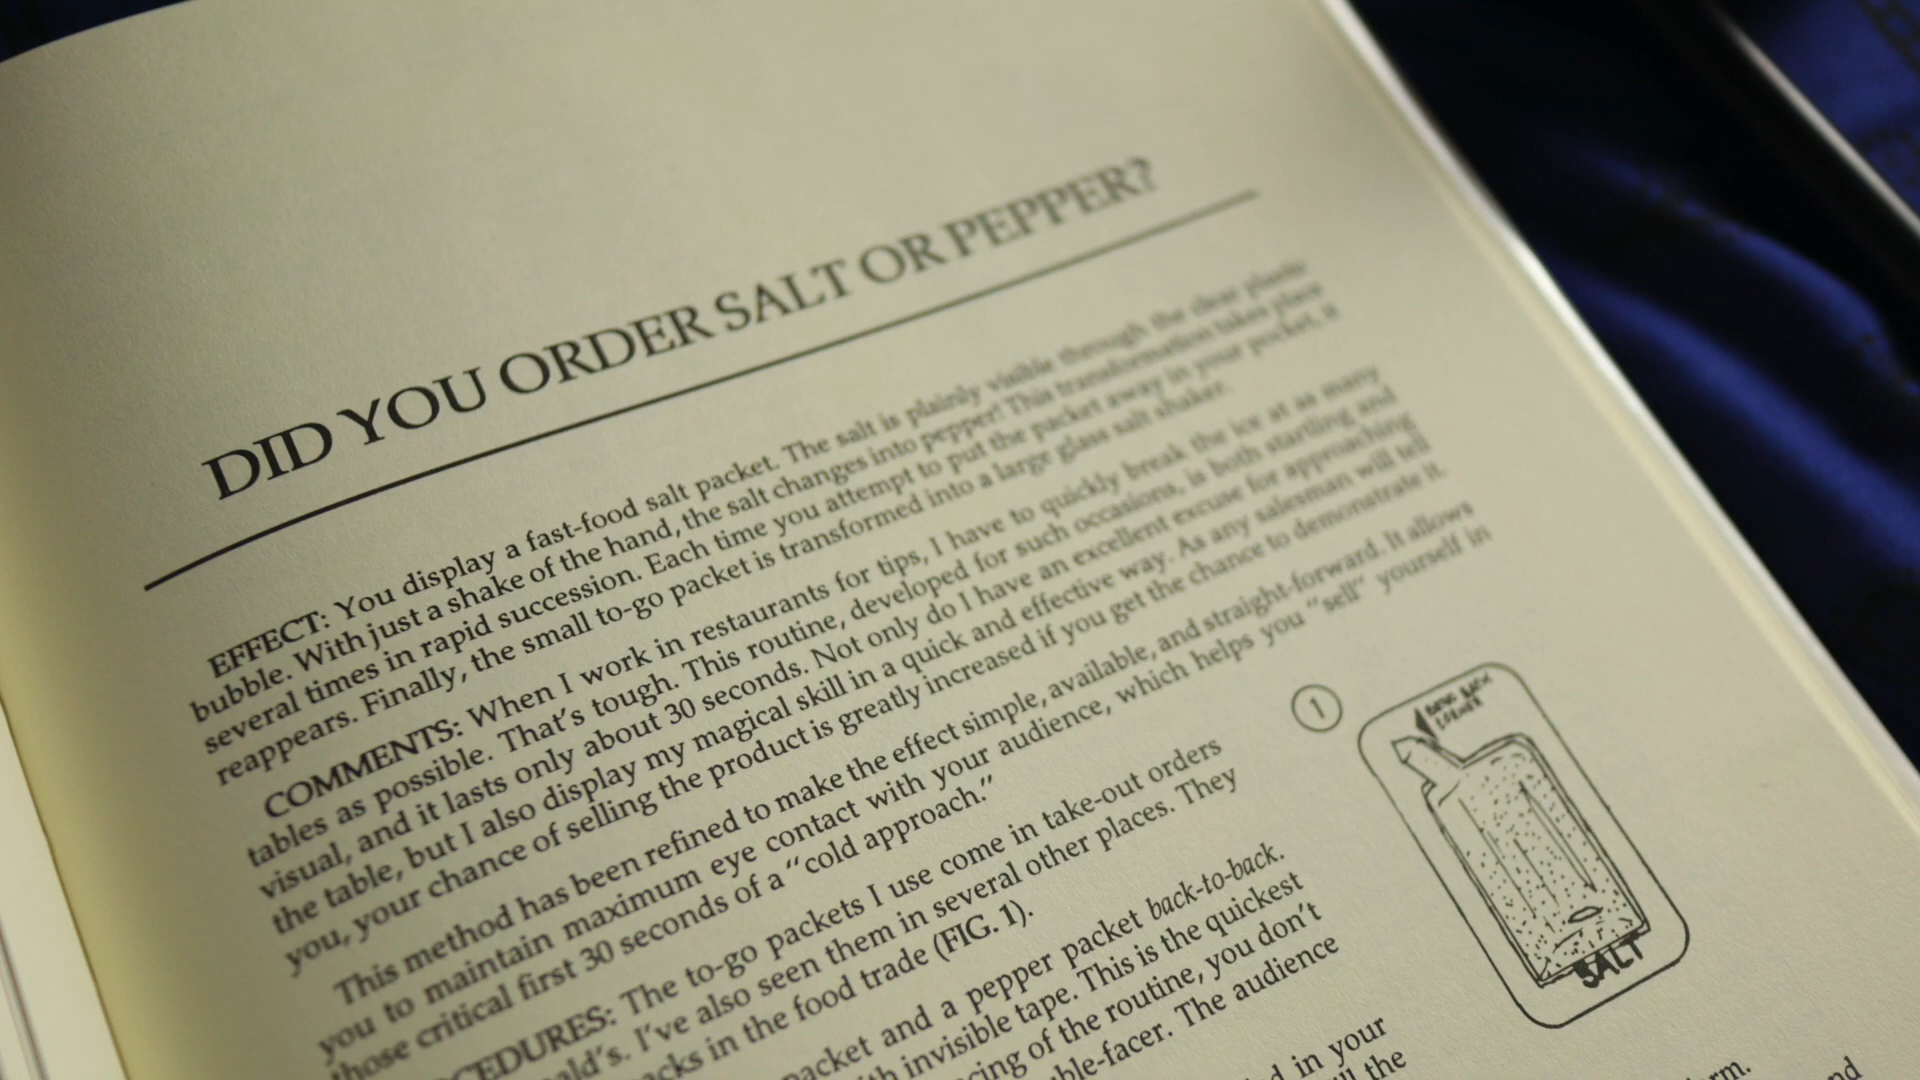 DID YOU ORDER SALT OR PEPPER?
EFFECT: You display a fast-food salt packet. The salt is plainly visible through the clear plastic
bubble. With just a shake of the hand, the salt changes into pepper! This transformation takes place
several times in rapid succession. Each time you attempt to put the packet away in your pocket, it
reappears. Finally, the small to-go packet is transformed into a large glass salt shaker.
COMMENTS: When I work in restaurants for tips, I have to quickly break the ice at as many
tables as possible. That's tough. This routine, developed for such occasions, is both startling and
visual, and it lasts only about 30 seconds. Not only do I have an excellent excuse for approaching
the table, but I also display my magical skill in a quick and effective way. As any salesman will tell
you, your chance of selling the product is greatly increased if you get the chance to demonstrate it.
This method has been refined to make the effect simple, available, and straight-forward. It allows
you to maintain maximum eye contact with your audience, which helps you "sell" yourself in
those critical first 30 seconds of a "cold approach."
OCEDURES: The to-go packets I use come in take-out orders
ald's. I've also seen them in several other places. They
acks in the food trade (FIG. 1).
packet and a pepper packet back-to-back.
th invisible tape. This is the quickest
cing of the routine, you don't
ble-facer. The audience
d in your
the
rm.
nd
1
BACK
CORNER
SALT